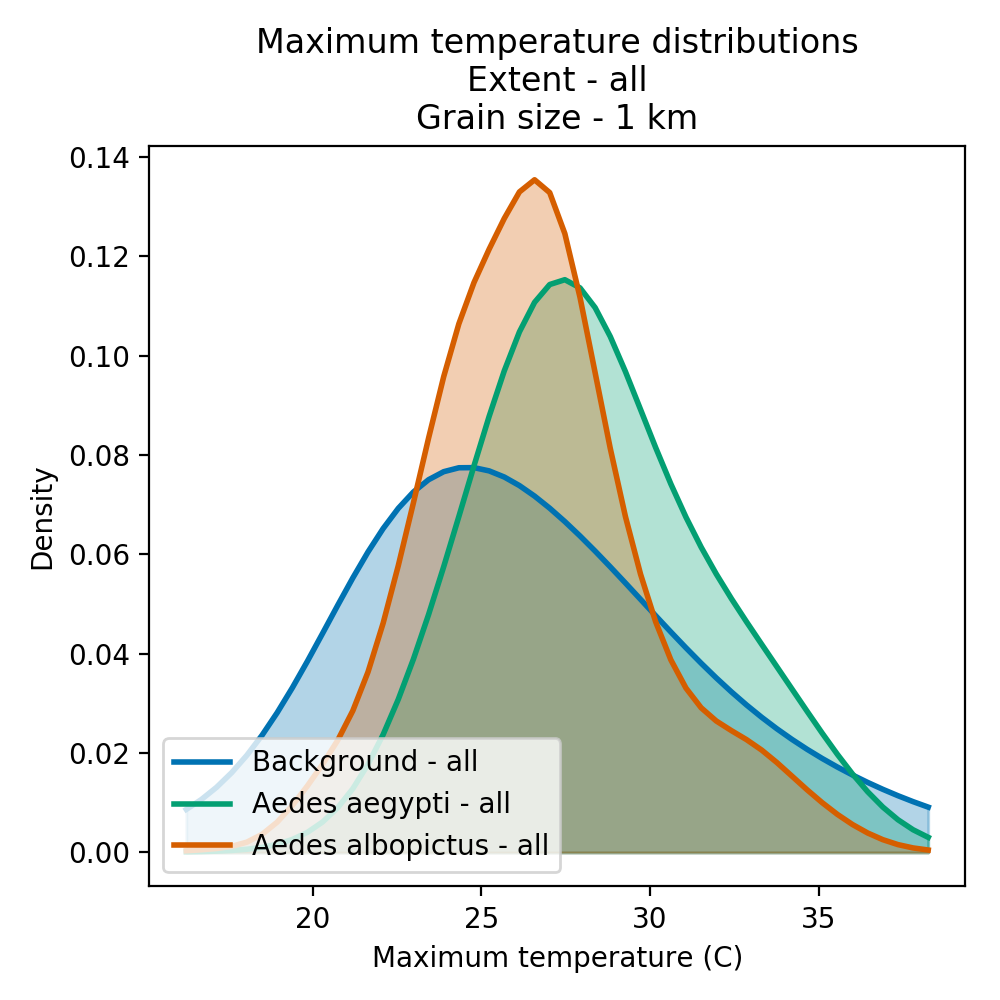 Maximum temperature distributions
Extent - all
Grain size - 1 km
0.14
0.12
0.10
0.08
0.06
0.04
0.02
0.00
Density
Background - all
Aedes aegypti - all
Aedes albopictus - all
20 25 30 35
Maximum temperature (C)